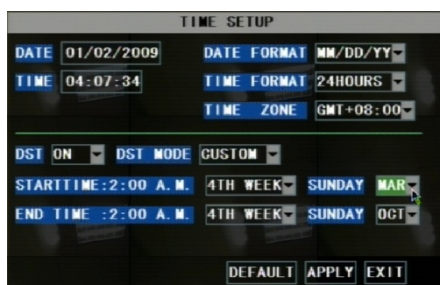 TIME SETUP
DATE 01/02/2009 DATE FORMAT MM/DD/YY
TIME 04:07:34 TIME FORMAT 24HOURS
TIME ZONE GMT+08:00
DST ON DST MODE CUSTOM
STARTTIME:2:00 A.M. 4TH WEEK SUNDAY MAR
END TIME :2:00 A.M. 4TH WEEK SUNDAY OCT
DEFAULT APPLY EXIT